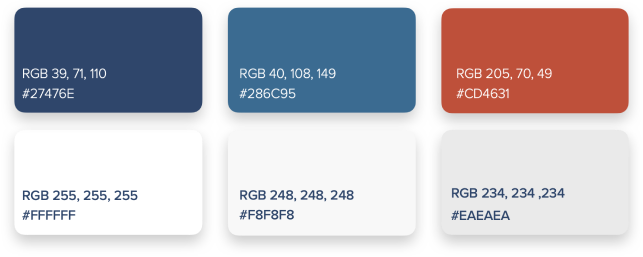 RGB 39, 71, 110
#27476E
RGB 40, 108, 149
#286C95
RGB 205, 70, 49
#CD4631
RGB 255, 255, 255
#FFFFFF
RGB 248, 248, 248
#F8F8F8
RGB 234, 234 ,234
#EAEAEA